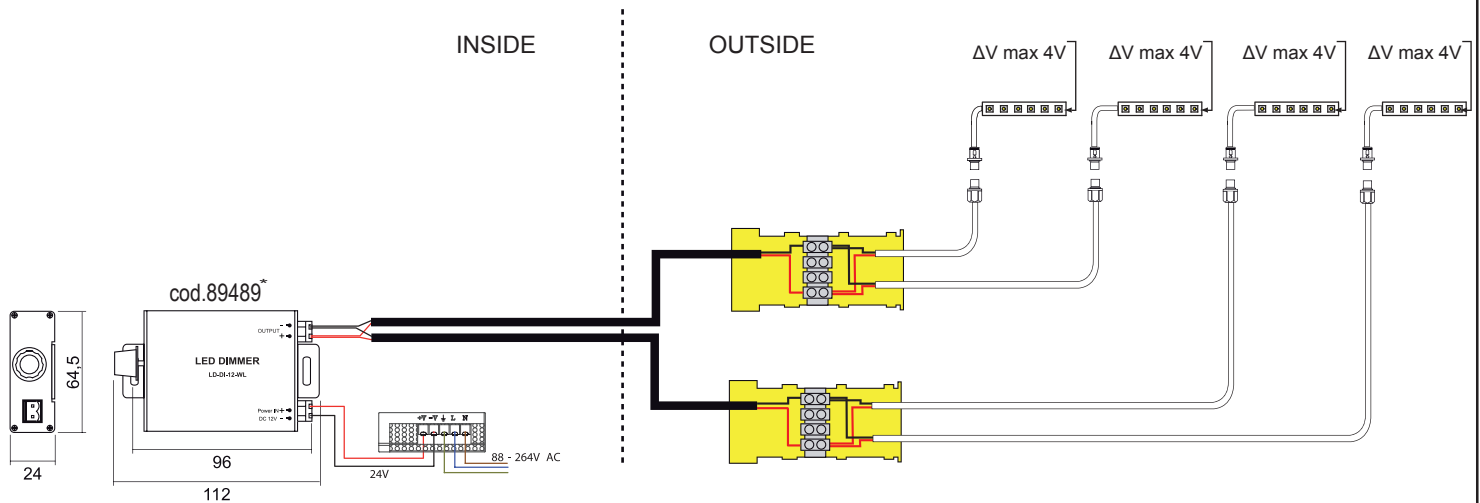 INSIDE
OUTSIDE
ΔV max 4V
ΔV max 4V
ΔV max 4V
ΔV max 4V
cod.89489*
OUTPUT - +
LED DIMMER
LD-DI-12-WL
Power IN +
DC 12V -
64,5
24
96
112
+V -V ⏚ L N
88 - 264V AC
24V